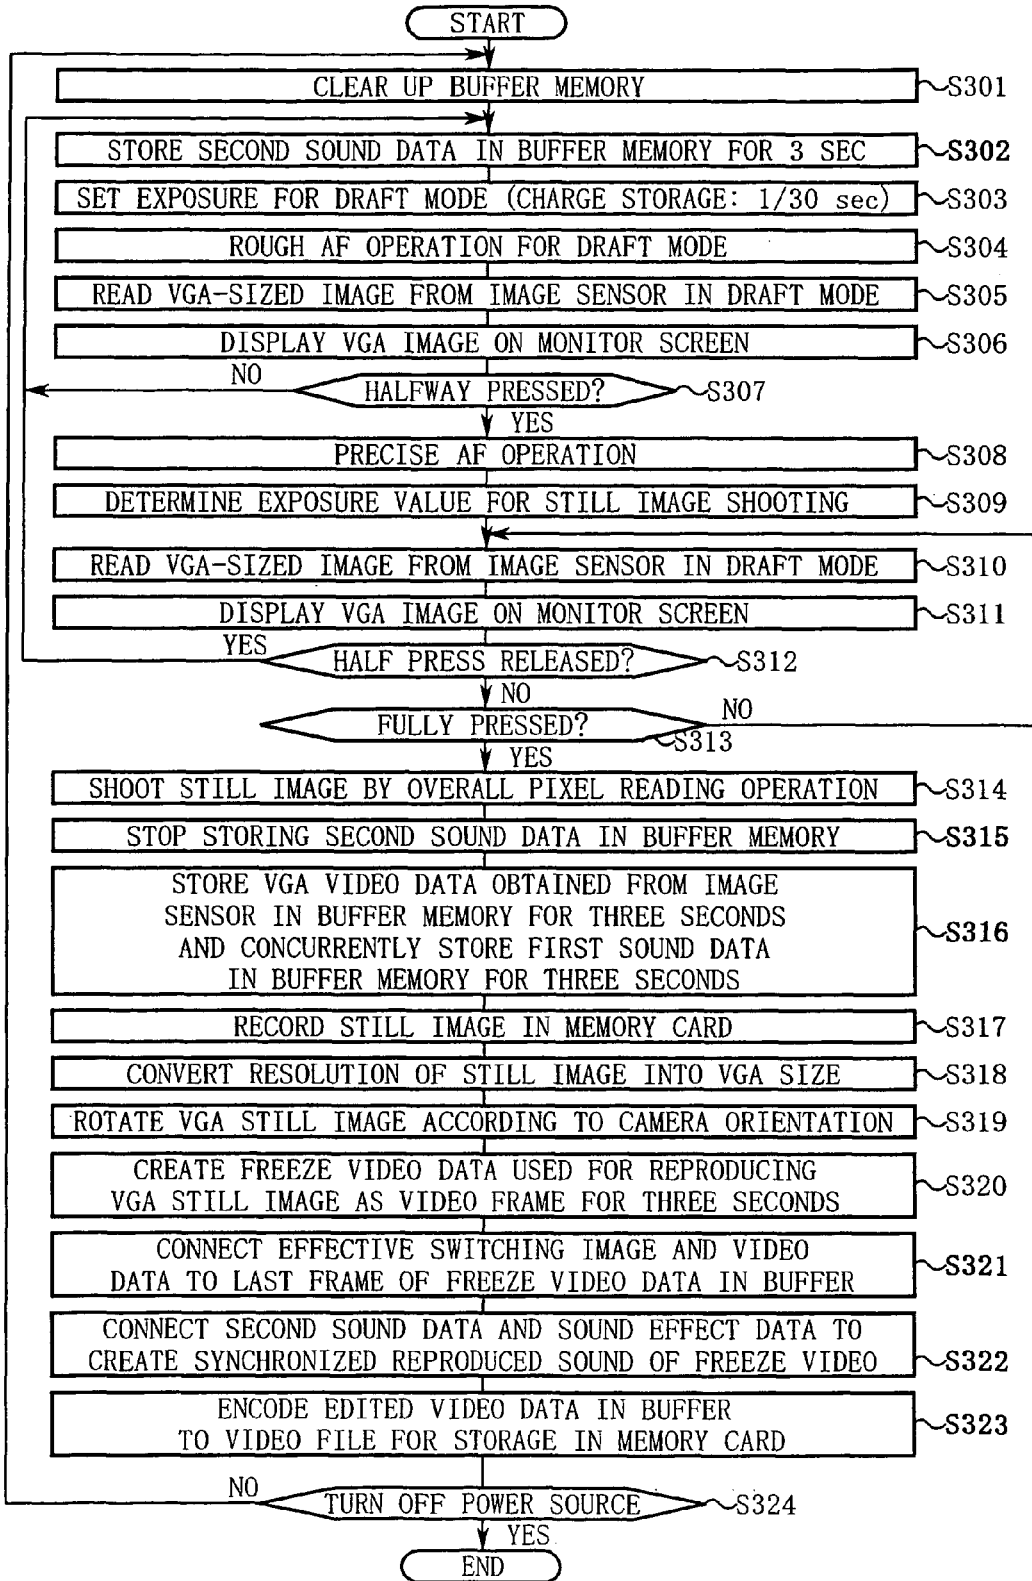 START
CLEAR UP BUFFER MEMORY
S301
STORE SECOND SOUND DATA IN BUFFER MEMORY FOR 3 SEC
S302
SET EXPOSURE FOR DRAFT MODE (CHARGE STORAGE: 1/30 sec)
S303
ROUGH AF OPERATION FOR DRAFT MODE
S304
READ VGA-SIZED IMAGE FROM IMAGE SENSOR IN DRAFT MODE
S305
DISPLAY VGA IMAGE ON MONITOR SCREEN
S306
NO
HALFWAY PRESSED?
S307
YES
PRECISE AF OPERATION
S308
DETERMINE EXPOSURE VALUE FOR STILL IMAGE SHOOTING
S309
READ VGA-SIZED IMAGE FROM IMAGE SENSOR IN DRAFT MODE
S310
DISPLAY VGA IMAGE ON MONITOR SCREEN
S311
YES
HALF PRESS RELEASED?
S312
NO
FULLY PRESSED?
NO
S313
YES
SHOOT STILL IMAGE BY OVERALL PIXEL READING OPERATION
S314
STOP STORING SECOND SOUND DATA IN BUFFER MEMORY
S315
STORE VGA VIDEO DATA OBTAINED FROM IMAGE
SENSOR IN BUFFER MEMORY FOR THREE SECONDS
AND CONCURRENTLY STORE FIRST SOUND DATA
IN BUFFER MEMORY FOR THREE SECONDS
S316
RECORD STILL IMAGE IN MEMORY CARD
S317
CONVERT RESOLUTION OF STILL IMAGE INTO VGA SIZE
S318
ROTATE VGA STILL IMAGE ACCORDING TO CAMERA ORIENTATION
S319
CREATE FREEZE VIDEO DATA USED FOR REPRODUCING
VGA STILL IMAGE AS VIDEO FRAME FOR THREE SECONDS
S320
CONNECT EFFECTIVE SWITCHING IMAGE AND VIDEO
DATA TO LAST FRAME OF FREEZE VIDEO DATA IN BUFFER
S321
CONNECT SECOND SOUND DATA AND SOUND EFFECT DATA TO
CREATE SYNCHRONIZED REPRODUCED SOUND OF FREEZE VIDEO
S322
ENCODE EDITED VIDEO DATA IN BUFFER
TO VIDEO FILE FOR STORAGE IN MEMORY CARD
S323
NO
TURN OFF POWER SOURCE
S324
YES
END